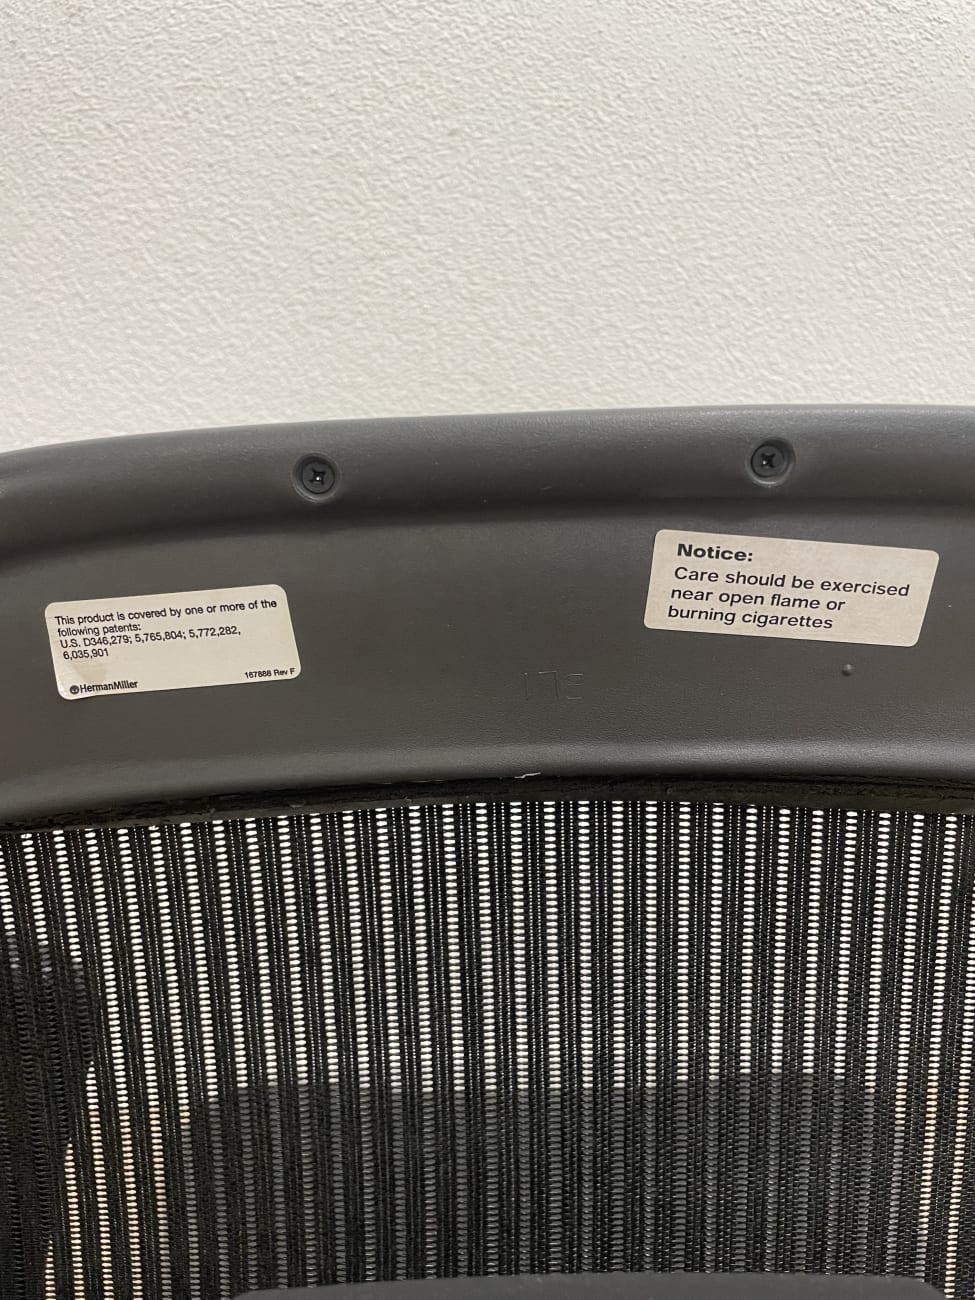 This product is covered by one or more of the
following patents:
U.S. D346,279; 5,765,804; 5,772,282,
6,035,901
HermanMiller
167888 Rev F
Notice:
Care should be exercised
near open flame or
burning cigarettes